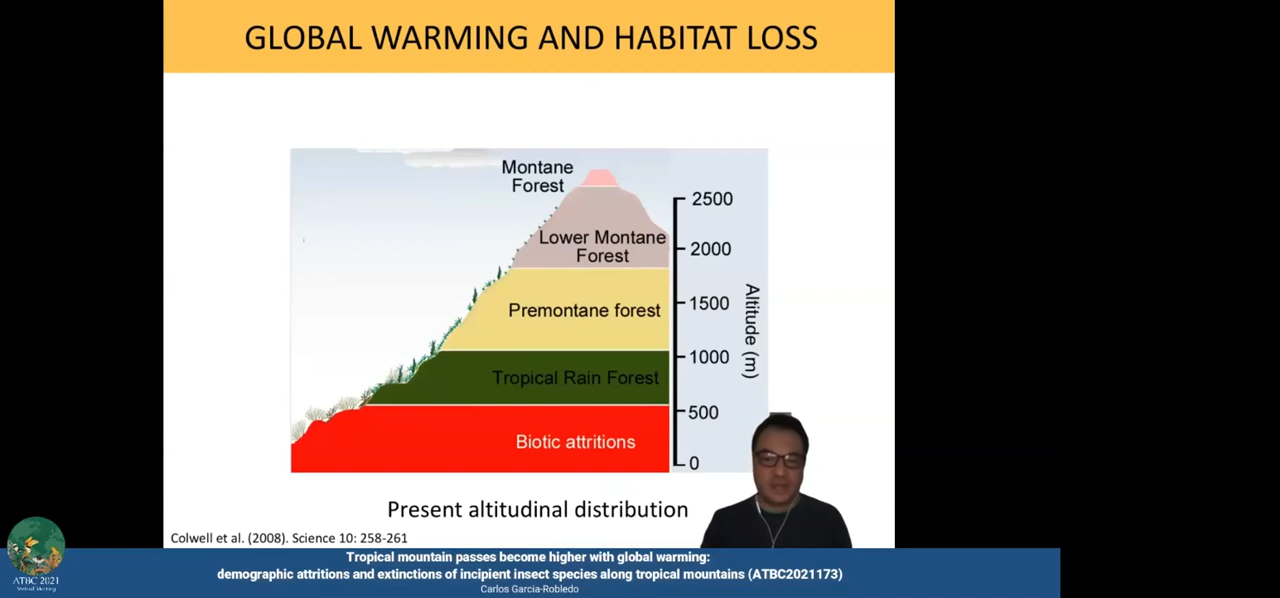 GLOBAL WARMING AND HABITAT LOSS
Montane
Forest
Lower Montane
Forest
Premontane forest
Tropical Rain Forest
Biotic attritions
2500
2000
1500
1000
500
0
Altitude (m)
Present altitudinal distribution
Colwell et al. (2008). Science 10: 258-261
ATBC 2021
Virtual Meeting
Tropical mountain passes become higher with global warming:
demographic attritions and extinctions of incipient insect species along tropical mountains (ATBC2021173)
Carlos Garcia-Robledo